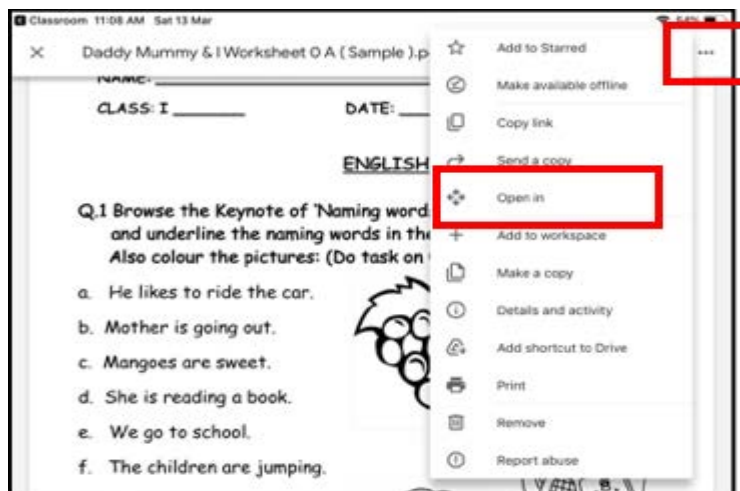 Classroom 11:08 AM Sat 13 Mar 54%
Daddy Mummy & I Worksheet 0 A ( Sample ).p
NAME:
CLASS: I DATE:
ENGLISH
Q.1 Browse the Keynote of 'Naming word
and underline the naming words in the
Also colour the pictures: (Do task on
a. He likes to ride the car.
b. Mother is going out.
c. Mangoes are sweet.
d. She is reading a book.
e. We go to school.
f. The children are jumping.
Add to Starred
Make available offline
Copy link
Send a copy
Open in
Add to workspace
Make a copy
Details and activity
Add shortcut to Drive
Print
Remove
Report abuse